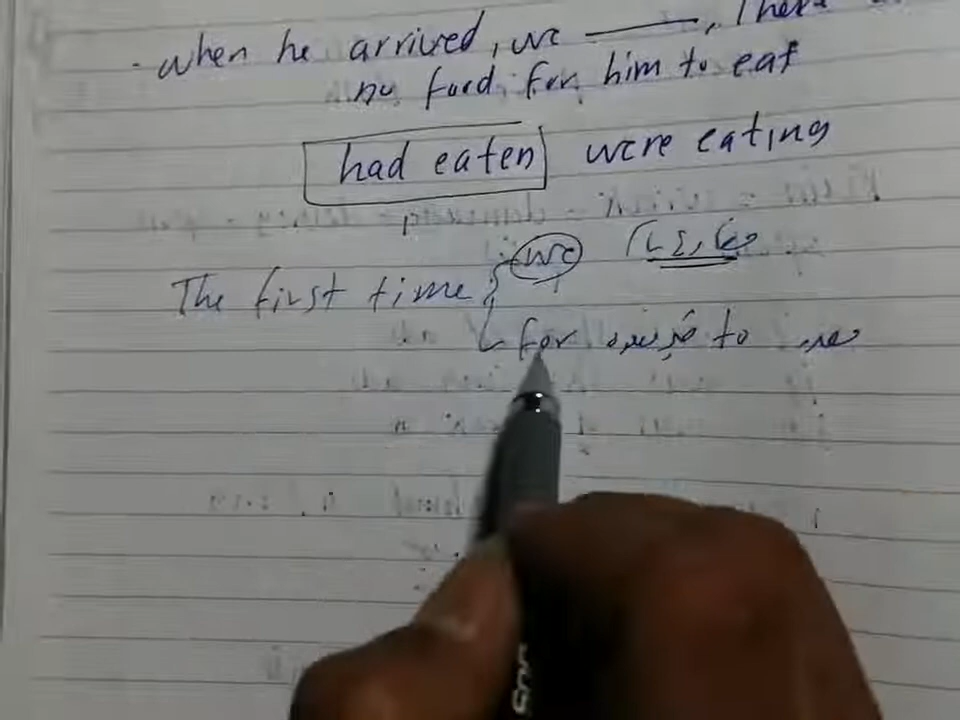 . when he arrived, we ———, There
no food for him to eat
had eaten were eating
The first time we
for to